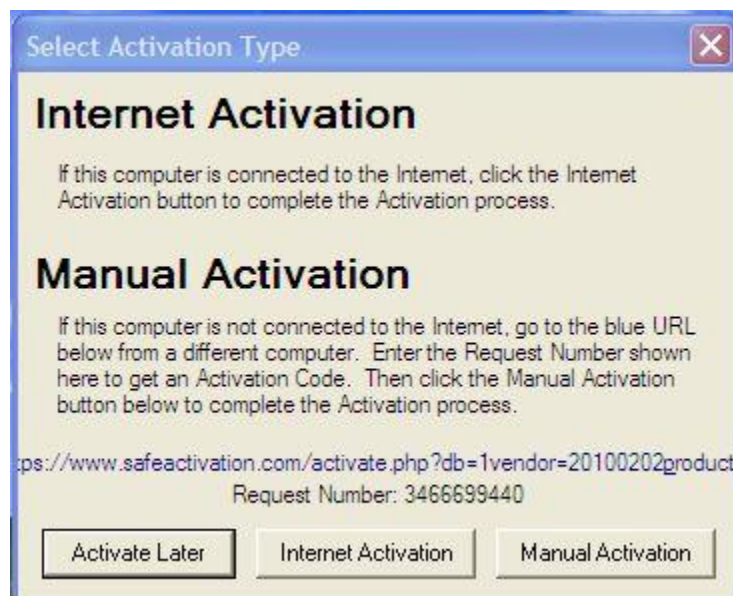 Select Activation Type
Internet Activation
If this computer is connected to the Internet, click the Internet
Activation button to complete the Activation process.
Manual Activation
If this computer is not connected to the Internet, go to the blue URL
below from a different computer. Enter the Request Number shown
here to get an Activation Code. Then click the Manual Activation
button below to complete the Activation process.
tps://www.safeactivation.com/activate.php?db=1vendor=20100202product
Request Number: 3466699440
Activate Later
Internet Activation
Manual Activation